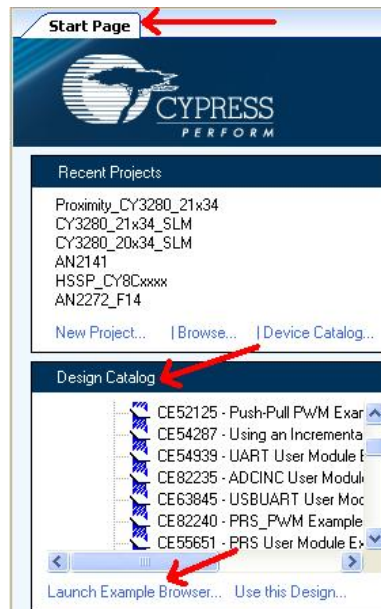 Start Page
CYPRESS
PERFORM
Recent Projects
Proximity_CY3280_21x34
CY3280_21x34_SLM
CY3280_20x34_SLM
AN2141
HSSP_CY8Cxxxx
AN2272_F14
New Project... | Browse... | Device Catalog...
Design Catalog
CE52125 - Push-Pull PWM Exar
CE54287 - Using an Incrementa
CE54939 - UART User Module E
CE82235 - ADCINC User Module
CE63845 - USBUART User Moc
CE82240 - PRS_PWM Example
CE55651 - PRS User Module Ex
Launch Example Browser... Use this Design...